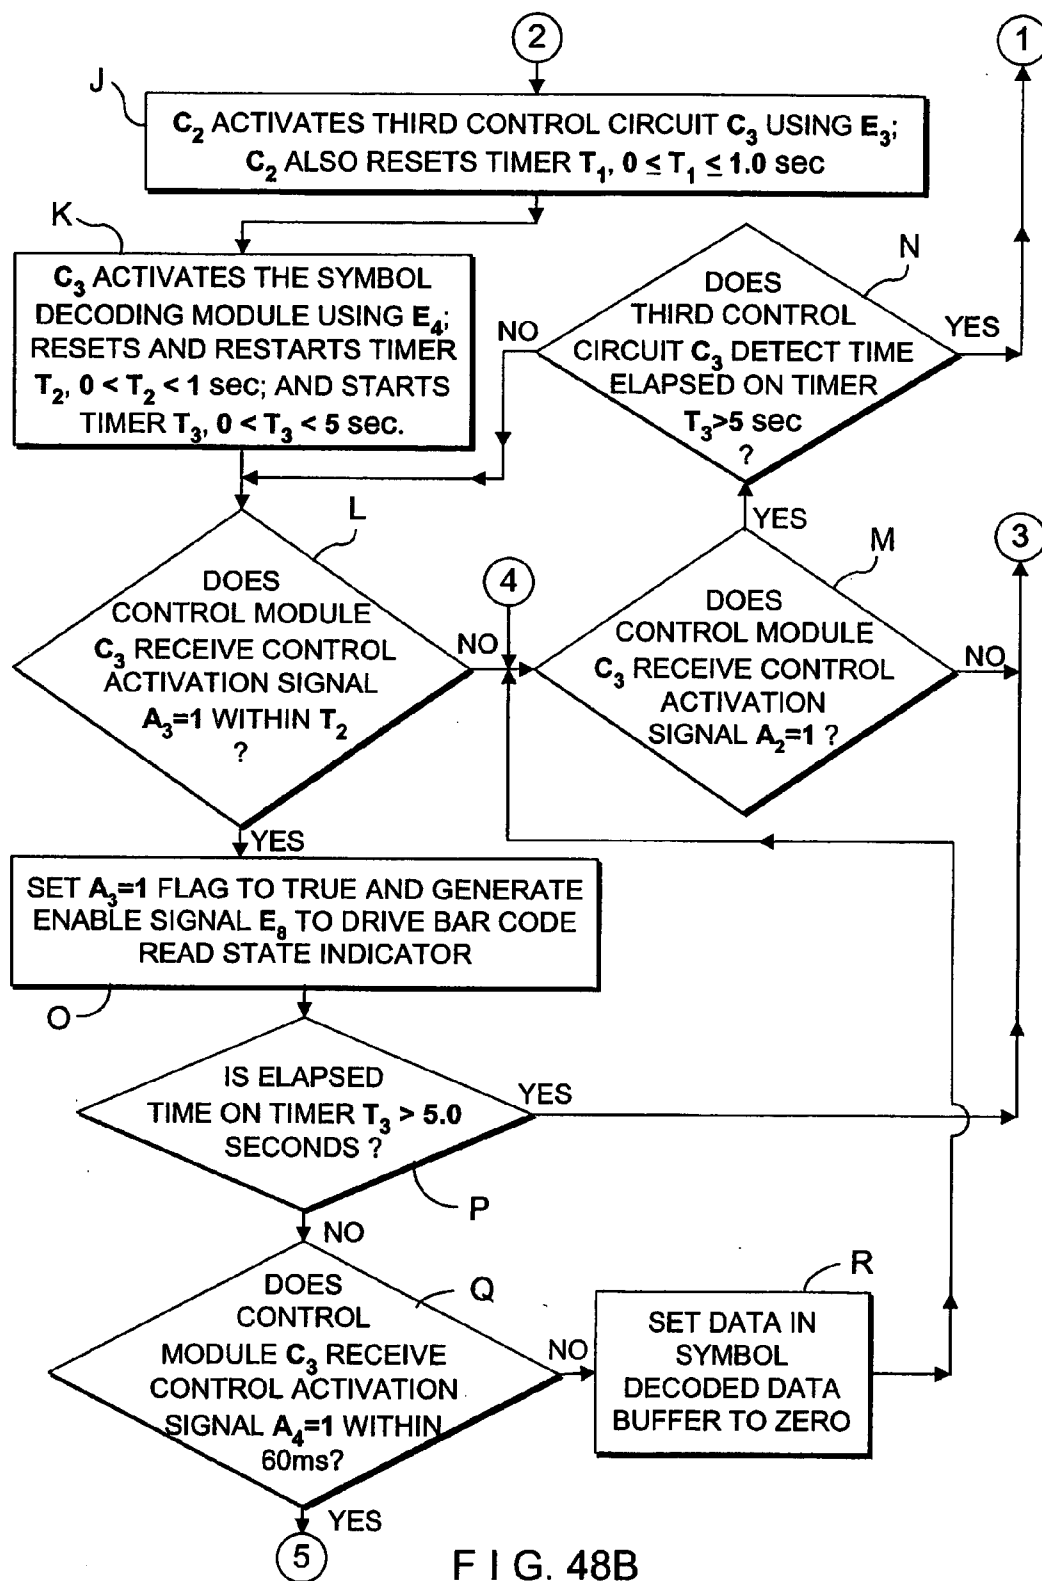 2
1
J
C2 ACTIVATES THIRD CONTROL CIRCUIT C3 USING E3;
C2 ALSO RESETS TIMER T1, 0 ≤ T1 ≤ 1.0 sec
K
C3 ACTIVATES THE SYMBOL
DECODING MODULE USING E4;
RESETS AND RESTARTS TIMER
T2, 0 < T2 < 1 sec; AND STARTS
TIMER T3, 0 < T3 < 5 sec.
N
DOES
THIRD CONTROL
CIRCUIT C3 DETECT TIME
ELAPSED ON TIMER
T3>5 sec
?
NO
YES
YES
L
DOES
CONTROL MODULE
C3 RECEIVE CONTROL
ACTIVATION SIGNAL
A3=1 WITHIN T2
?
NO
4
M
DOES
CONTROL MODULE
C3 RECEIVE CONTROL
ACTIVATION
SIGNAL A2=1 ?
NO
3
YES
SET A3=1 FLAG TO TRUE AND GENERATE
ENABLE SIGNAL E8 TO DRIVE BAR CODE
READ STATE INDICATOR
O
IS ELAPSED
TIME ON TIMER T3 > 5.0
SECONDS ?
YES
P
NO
DOES
CONTROL
MODULE C3 RECEIVE
CONTROL ACTIVATION
SIGNAL A4=1 WITHIN
60ms?
Q
NO
R
SET DATA IN
SYMBOL
DECODED DATA
BUFFER TO ZERO
YES
5
FIG. 48B